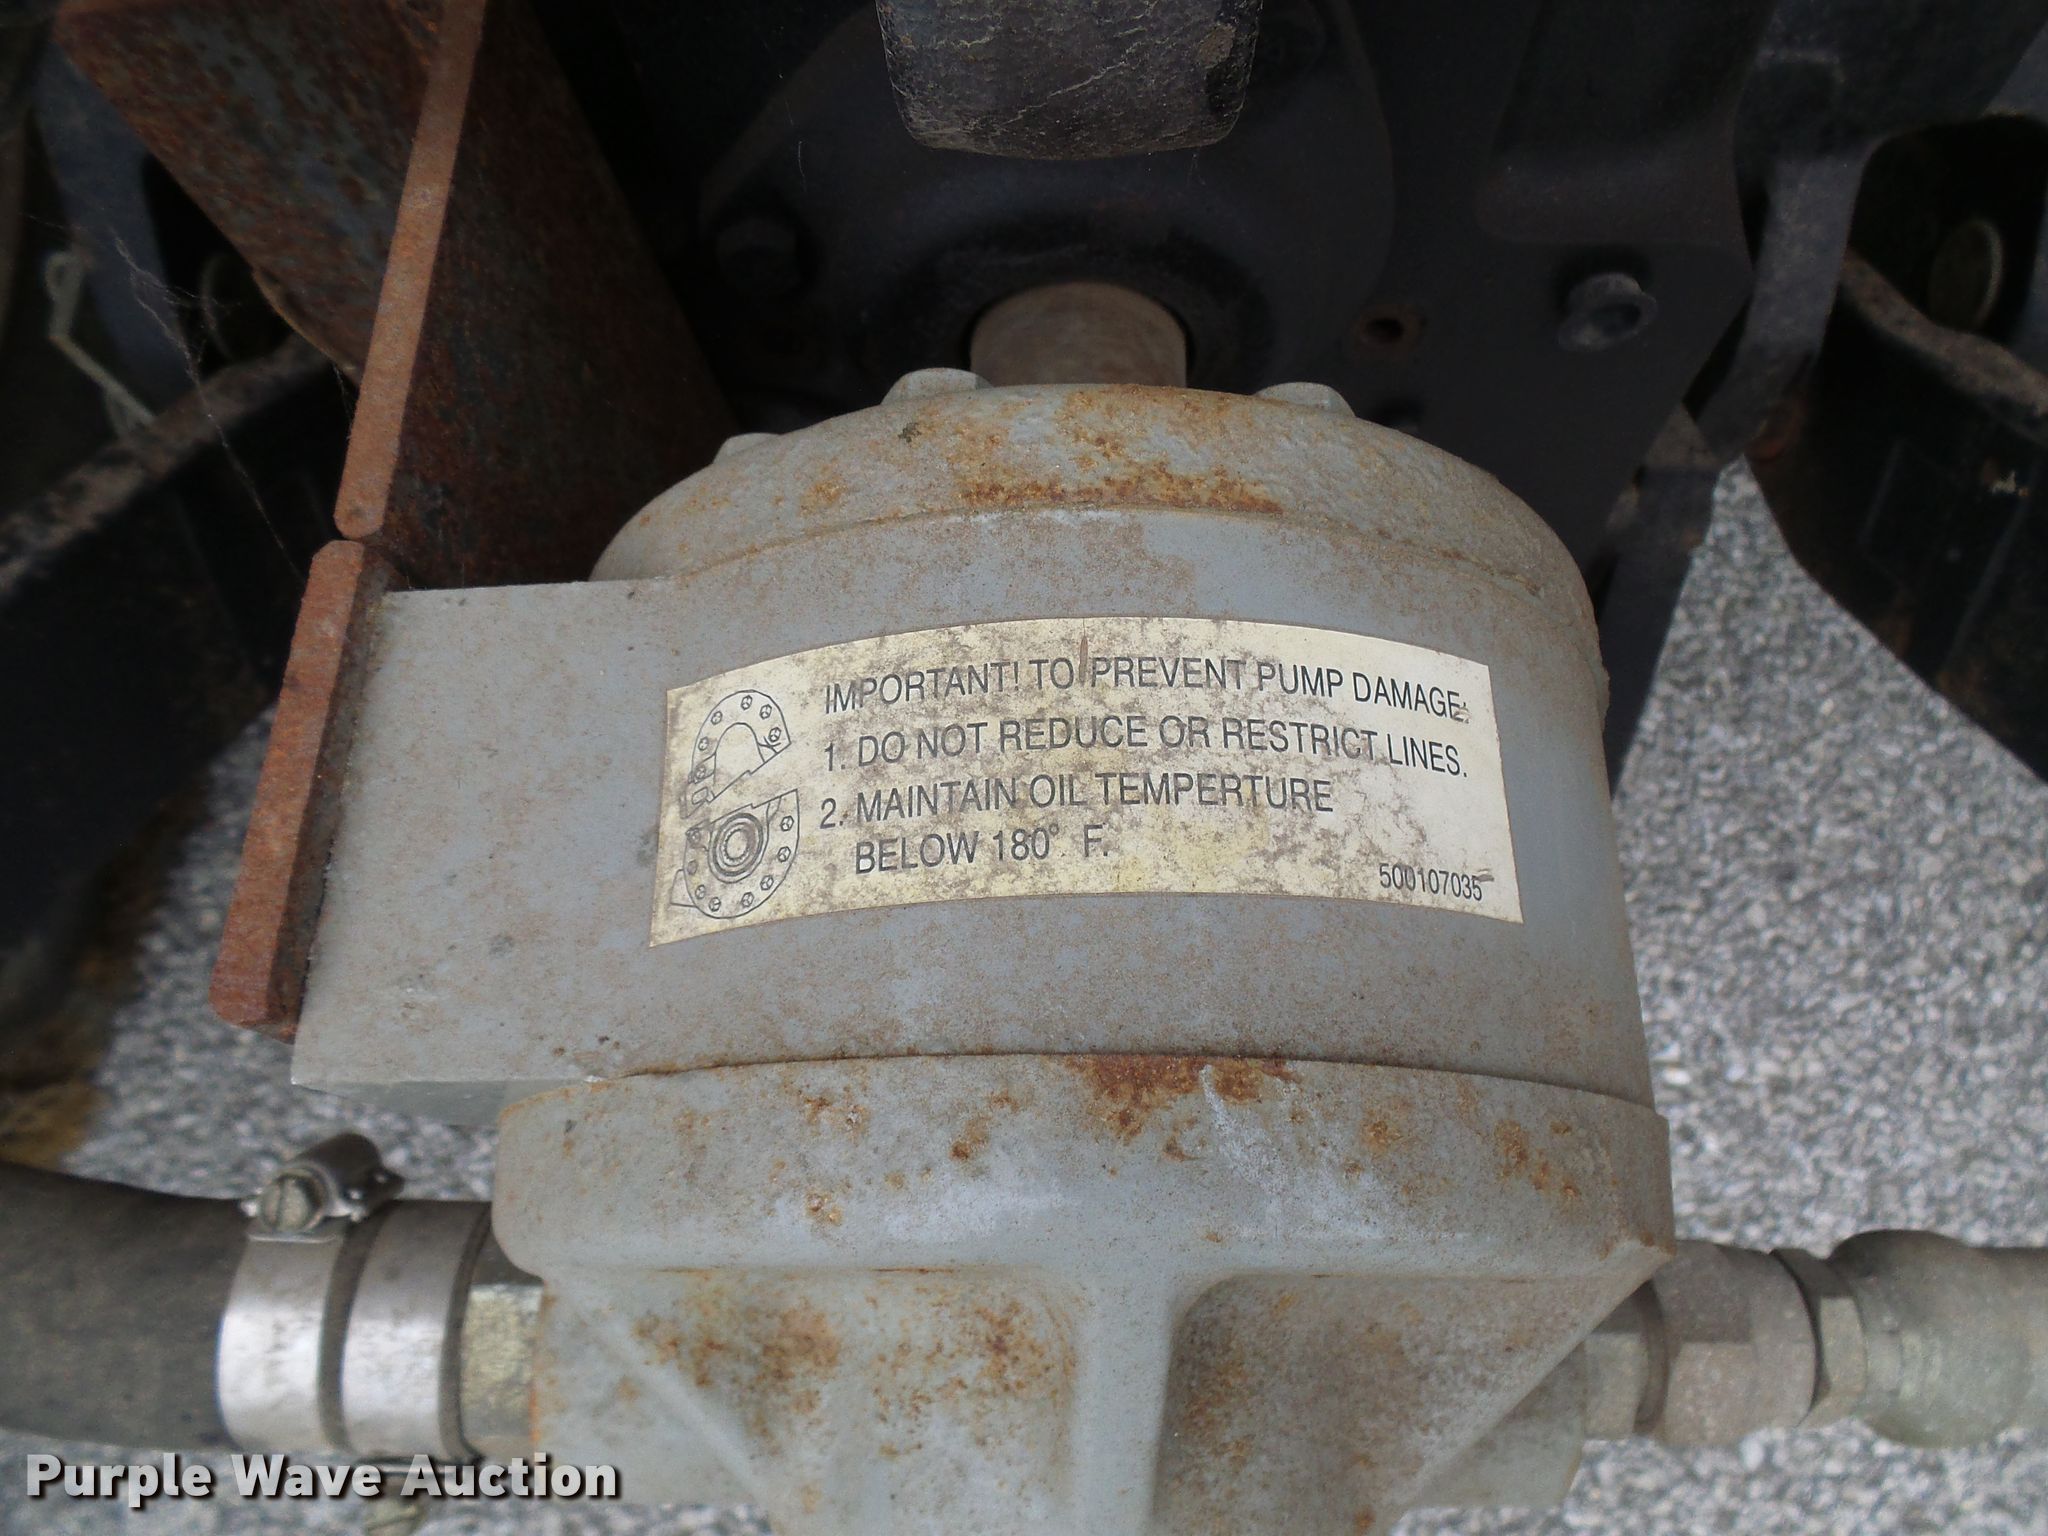 IMPORTANT! TO PREVENT PUMP DAMAGE:
1. DO NOT REDUCE OR RESTRICT LINES.
2. MAINTAIN OIL TEMPERTURE
BELOW 180° F.
500107035
Purple Wave Auction